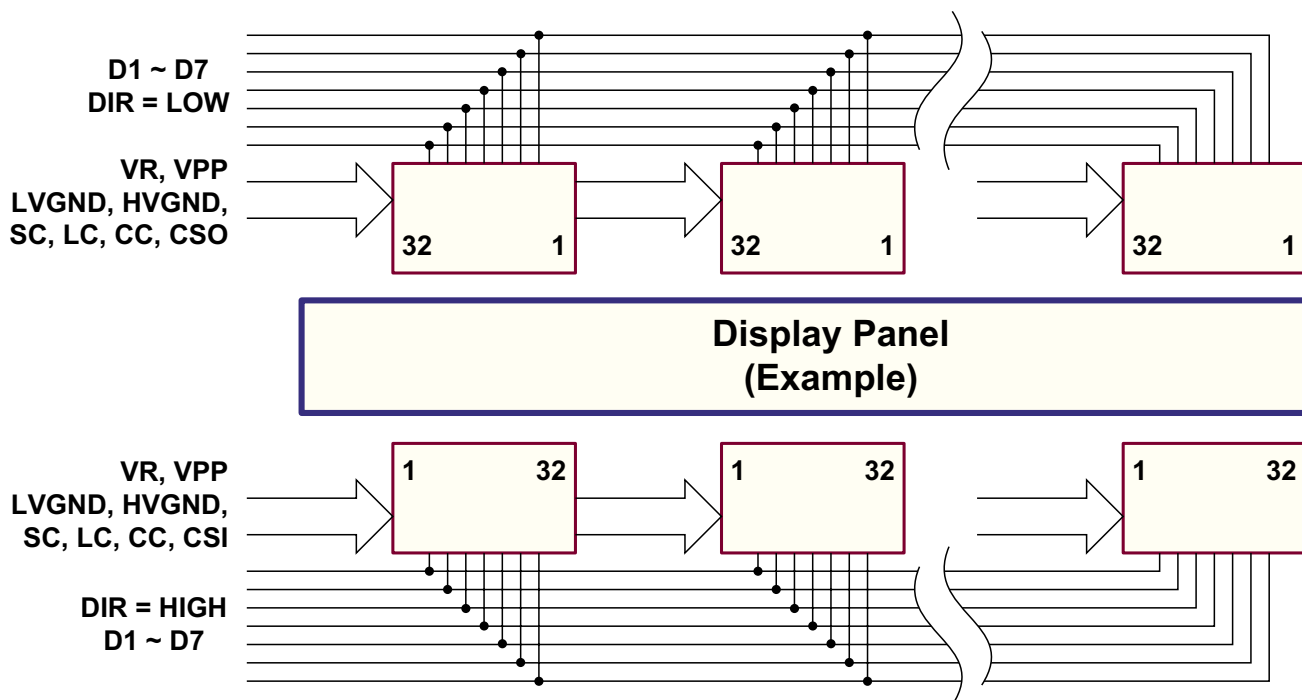 D1 ~ D7
DIR = LOW
VR, VPP
LVGND, HVGND,
SC, LC, CC, CSO
32 1
32 1
32 1
Display Panel
(Example)
1 32
1 32
1 32
VR, VPP
LVGND, HVGND,
SC, LC, CC, CSI
DIR = HIGH
D1 ~ D7